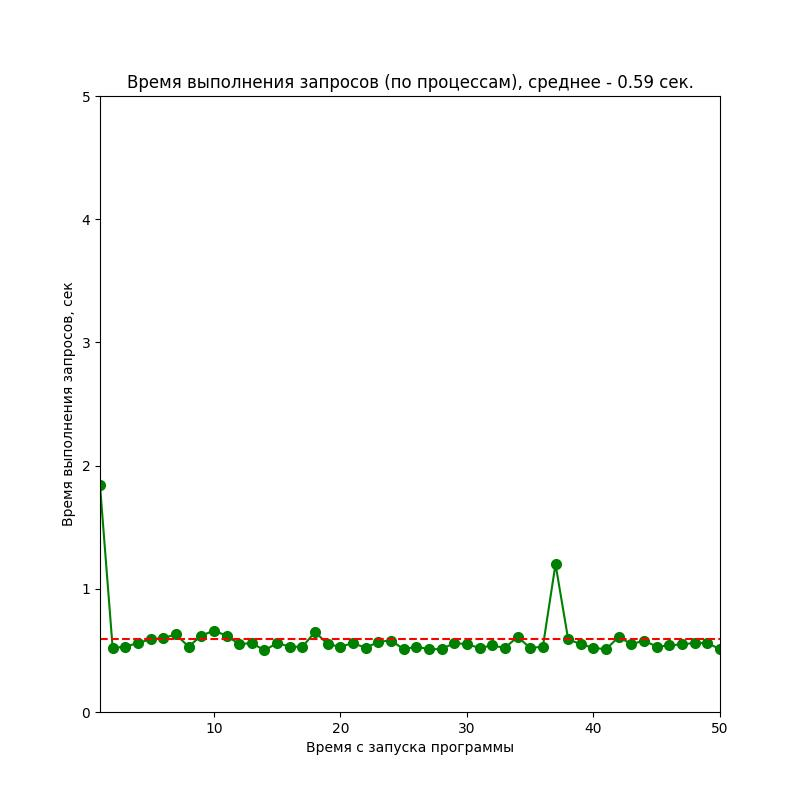 Время выполнения запросов (по процессам), среднее - 0.59 сек.
5
4
3
2
1
0
Время выполнения запросов, сек
10 20 30 40 50
Время с запуска программы